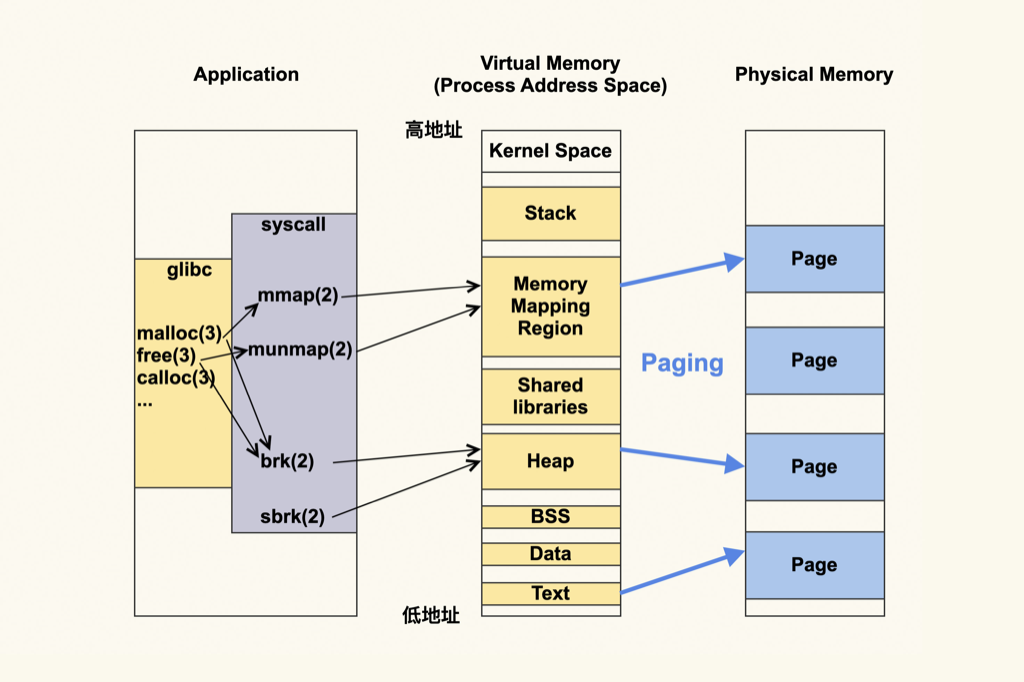 Application
Virtual Memory
(Process Address Space)
Physical Memory
高地址
Kernel Space
Stack
syscall
glibc
mmap(2)
malloc(3)
munmap(2)
free(3)
calloc(3)
...
brk(2)
sbrk(2)
Memory
Mapping
Region
Shared
libraries
Heap
BSS
Data
Text
低地址
Paging
Page
Page
Page
Page